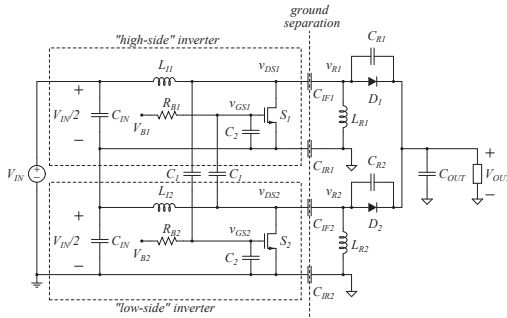 ground
separation
"high-side" inverter
C_R1
L_I1
v_DS1
v_R1
+
V_IN/2
−
C_IN
R_B1
v_GS1
V_B1
C_2
S_1
C_IF1
D_1
L_R1
C_1
C_1
C_IR1
C_R2
V_IN
+
−
C_OUT
+
V_OUT
−
L_I2
v_DS2
v_R2
+
V_IN/2
−
C_IN
R_B2
v_GS2
V_B2
C_2
S_2
C_IF2
D_2
L_R2
C_IR2
"low-side" inverter